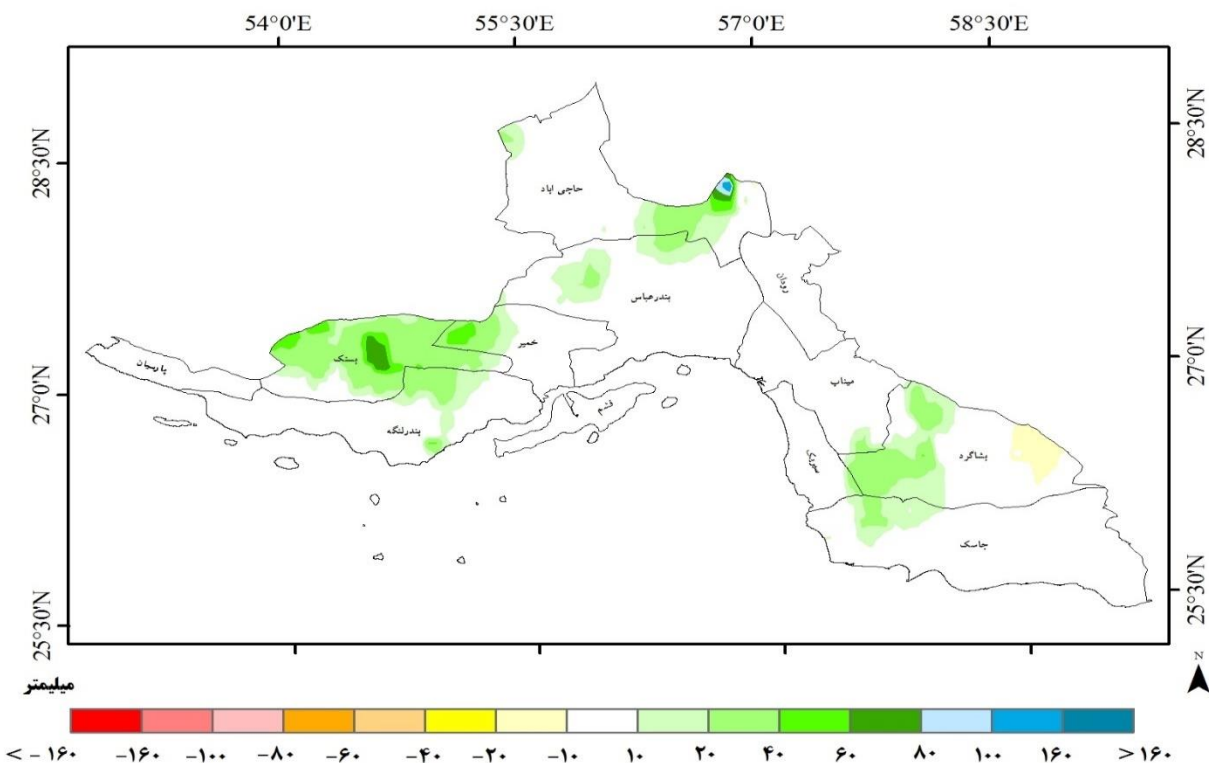 54°0'E 55°30'E 57°0'E 58°30'E
28°30'N
28°30'N
حاجی اباد
رودان
بندرعباس
خمیر
27°0'N
بستک
پارسیان
میناب
27°0'N
قشم
بندرلنگه
سیریک
بشاگرد
جاسک
25°30'N
25°30'N
N
میلیمتر
< -۱۶۰ -۱۶۰ -۱۰۰ -۸۰ -۶۰ -۴۰ -۲۰ -۱۰ ۱۰ ۲۰ ۴۰ ۶۰ ۸۰ ۱۰۰ ۱۶۰ > ۱۶۰